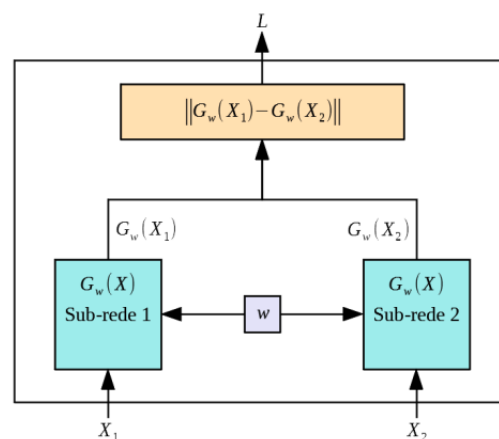 L
‖G_w(X_1)−G_w(X_2)‖
G_w(X_1)
G_w(X_2)
G_w(X)
Sub-rede 1
w
G_w(X)
Sub-rede 2
X_1
X_2